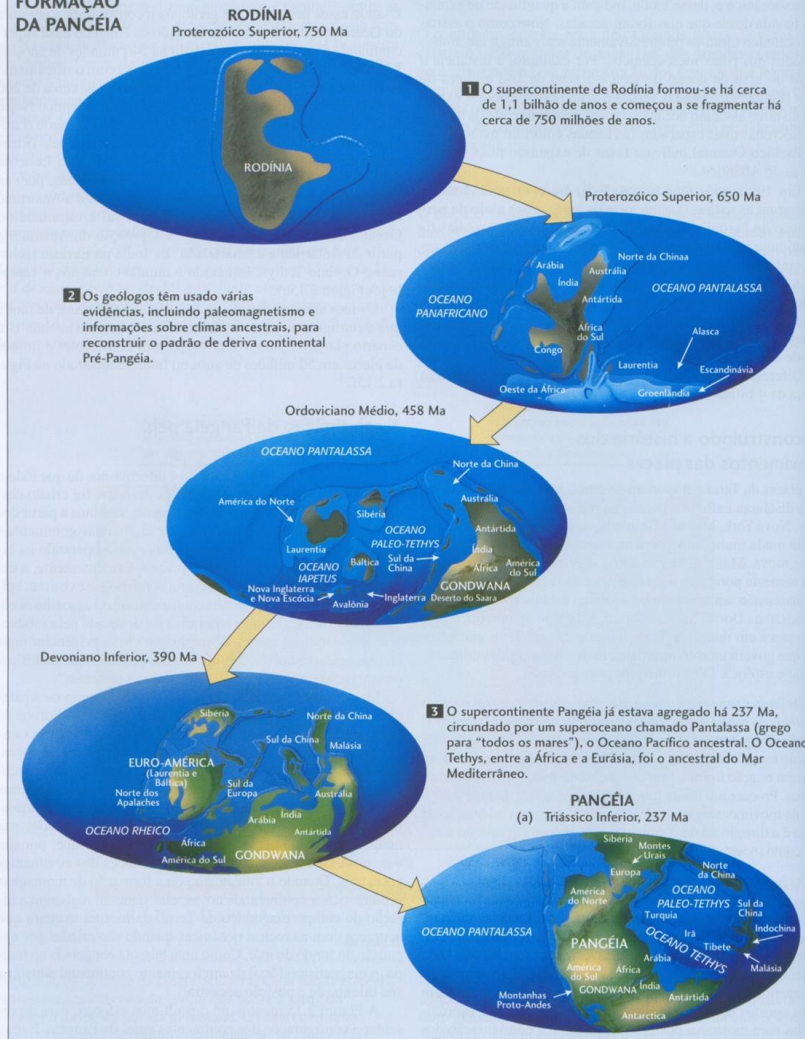 FORMAÇÃO
DA PANGÉIA
RODÍNIA
Proterozóico Superior, 750 Ma
RODÍNIA
1 O supercontinente de Rodínia formou-se há cerca
de 1,1 bilhão de anos e começou a se fragmentar há
cerca de 750 milhões de anos.
Proterozóico Superior, 650 Ma
Arábia
Índia
Austrália
Norte da Chinaa
Antártida
OCEANO PANTALASSA
OCEANO
PANAFRICANO
África
do Sul
Congo
Alasca
Laurentia
Escandinávia
Oeste da África
Groenlândia
2 Os geólogos têm usado várias
evidências, incluindo paleomagnetismo e
informações sobre climas ancestrais, para
reconstruir o padrão de deriva continental
Pré-Pangéia.
Ordoviciano Médio, 458 Ma
OCEANO PANTALASSA
Norte da China
América do Norte
Sibéria
Austrália
OCEANO
PALEO-TETHYS
Antártida
Laurentia
Índia
OCEANO
IAPETUS
Báltica
Sul da
China
África
América
do Sul
GONDWANA
Nova Inglaterra
e Nova Escócia
Avalónia
Inglaterra
Deserto do Saara
Devoniano Inferior, 390 Ma
Sibéria
Norte da China
Sul da China
Malásia
EURO-AMÉRICA
(Laurentia e
Báltica)
Norte dos
Apalaches
Sul da
Europa
Austrália
Índia
Arábia
Antártida
OCEANO RHEICO
África
América do Sul
GONDWANA
3 O supercontinente Pangéia já estava agregado há 237 Ma,
circundado por um superoceano chamado Pantalassa (grego
para "todos os mares"), o Oceano Pacífico ancestral. O Oceano
Tethys, entre a África e a Eurásia, foi o ancestral do Mar
Mediterrâneo.
PANGÉIA
(a) Triássico Inferior, 237 Ma
Sibéria
Montes
Urais
Europa
Norte
da China
América
do Norte
OCEANO
PALEO-TETHYS
Turquia
Sul da
China
OCEANO PANTALASSA
Indochina
PANGÉIA
Irã
Tibete
OCEANO TETHYS
Arábia
Malásia
América
do Sul
África
GONDWANA
Índia
Antártida
Montanhas
Proto-Andes
Antarctica